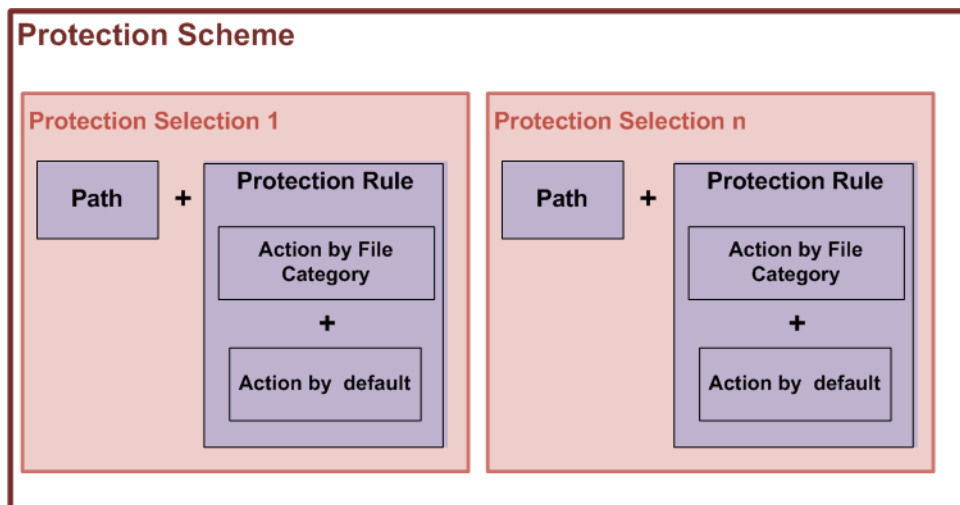 Protection Scheme
Protection Selection 1
Path
+
Protection Rule
Action by File
Category
+
Action by default
Protection Selection n
Path
+
Protection Rule
Action by File
Category
+
Action by default